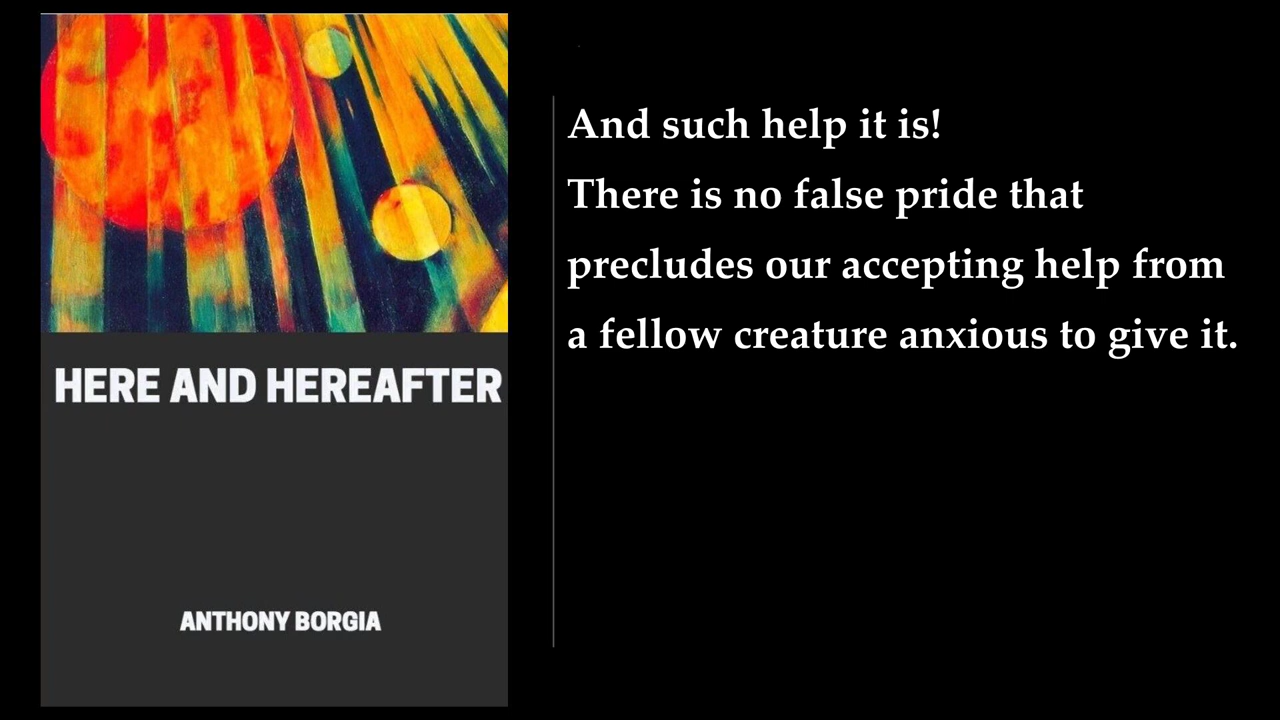 HERE AND HEREAFTER
ANTHONY BORGIA
And such help it is!
There is no false pride that
precludes our accepting help from
a fellow creature anxious to give it.